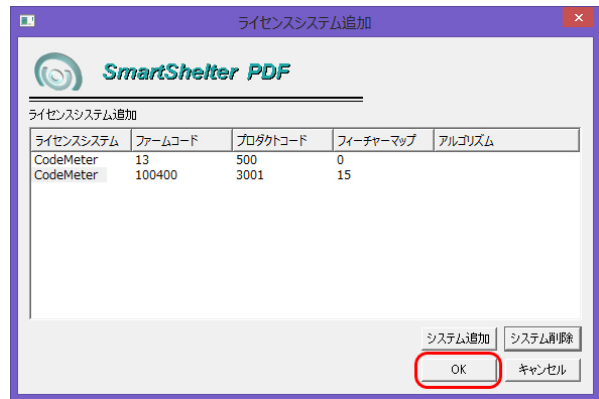 ライセンスシステム追加
SmartShelter PDF
ライセンスシステム追加
ライセンスシステム ファームコード プロダクトコード フィーチャーマップ アルゴリズム
CodeMeter 13 500 0
CodeMeter 100400 3001 15
システム追加 システム削除
OK キャンセル